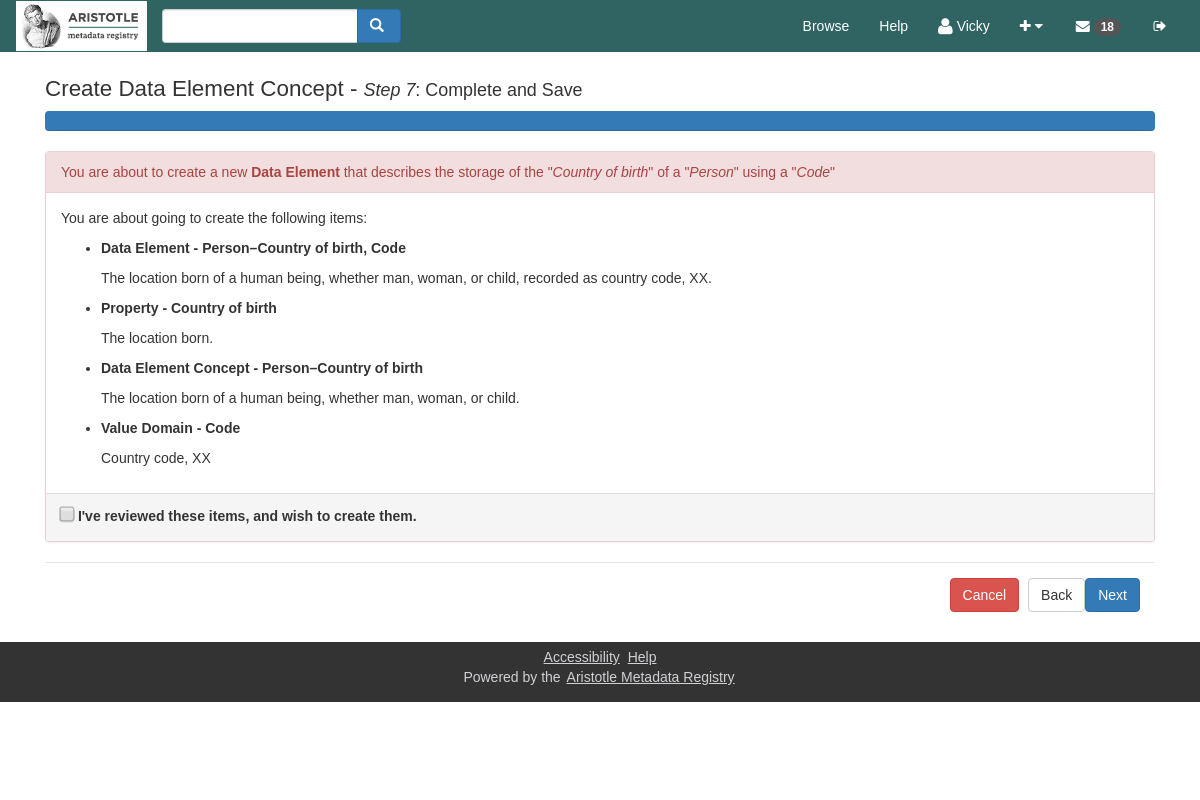 ARISTOTLE
metadata registry
Browse Help Vicky 18
Create Data Element Concept - Step 7: Complete and Save
You are about to create a new Data Element that describes the storage of the "Country of birth" of a "Person" using a "Code"
You are about going to create the following items:
Data Element - Person–Country of birth, Code
The location born of a human being, whether man, woman, or child, recorded as country code, XX.
Property - Country of birth
The location born.
Data Element Concept - Person–Country of birth
The location born of a human being, whether man, woman, or child.
Value Domain - Code
Country code, XX
I've reviewed these items, and wish to create them.
Cancel Back Next
Accessibility Help
Powered by the Aristotle Metadata Registry